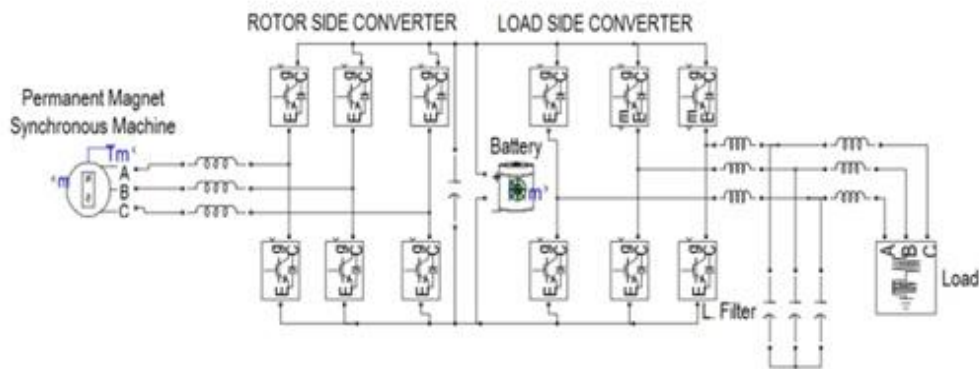 ROTOR SIDE CONVERTER
LOAD SIDE CONVERTER
Permanent Magnet
Synchronous Machine
Tm
m
A
B
C
g C
E
g C
E
g C
E
g C
E
g C
m E
g C
m E
Battery
m
g C
E
g C
E
g C
E
g C
E
g C
E
g C
E
L Filter
A B C
Load